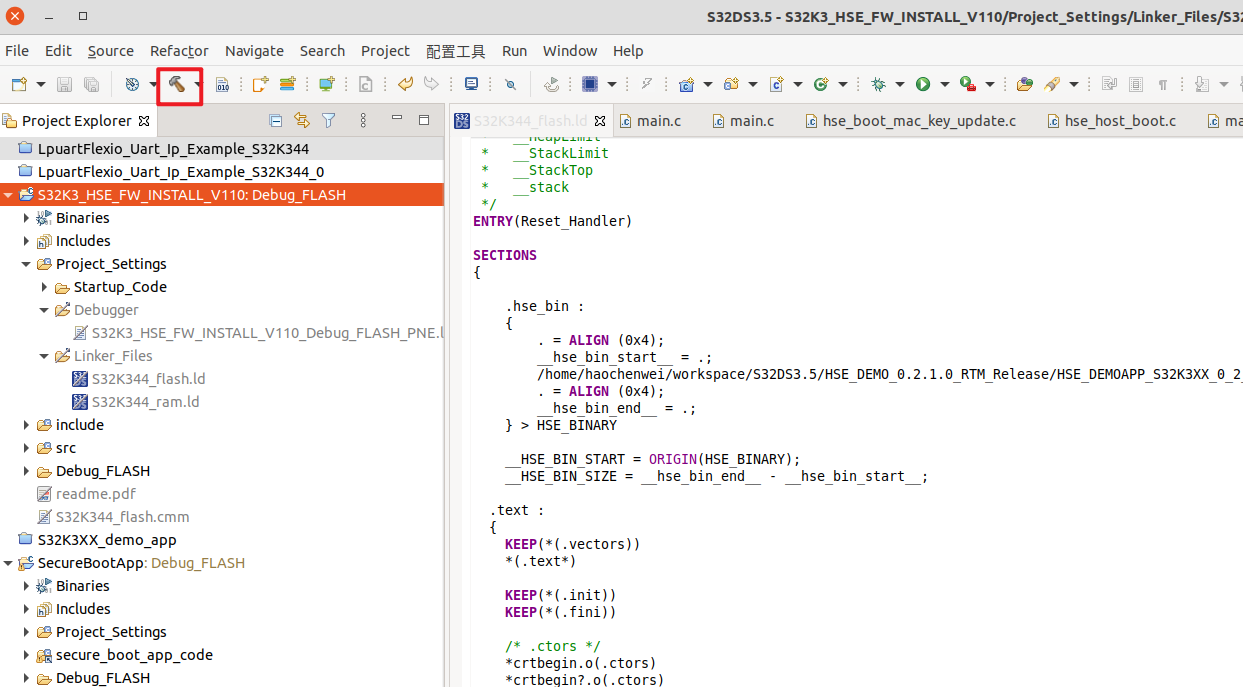 S32DS3.5 - S32K3_HSE_FW_INSTALL_V110/Project_Settings/Linker_Files/S3
File Edit Source Refactor Navigate Search Project 配置工具 Run Window Help
Project Explorer
S32K344_flash.ld main.c main.c hse_boot_mac_key_update.c hse_host_boot.c ma
LpuartFlexio_Uart_Ip_Example_S32K344
LpuartFlexio_Uart_Ip_Example_S32K344_0
S32K3_HSE_FW_INSTALL_V110: Debug_FLASH
Binaries
Includes
Project_Settings
Startup_Code
Debugger
S32K3_HSE_FW_INSTALL_V110_Debug_FLASH_PNE.l
Linker_Files
S32K344_flash.ld
S32K344_ram.ld
include
src
Debug_FLASH
readme.pdf
S32K344_flash.cmm
S32K3XX_demo_app
SecureBootApp: Debug_FLASH
Binaries
Includes
Project_Settings
secure_boot_app_code
Debug_FLASH
* __HeapLimit
* __StackLimit
* __StackTop
* __stack
*/
ENTRY(Reset_Handler)
SECTIONS
{
.hse_bin :
{
. = ALIGN (0x4);
__hse_bin_start__ = .;
/home/haochenwei/workspace/S32DS3.5/HSE_DEMO_0.2.1.0_RTM_Release/HSE_DEMOAPP_S32K3XX_0_2_
. = ALIGN (0x4);
__hse_bin_end__ = .;
} > HSE_BINARY
__HSE_BIN_START = ORIGIN(HSE_BINARY);
__HSE_BIN_SIZE = __hse_bin_end__ - __hse_bin_start__;
.text :
{
KEEP(*(.vectors))
*(.text*)
KEEP(*(.init))
KEEP(*(.fini))
/* .ctors */
*crtbegin.o(.ctors)
*crtbegin?.o(.ctors)